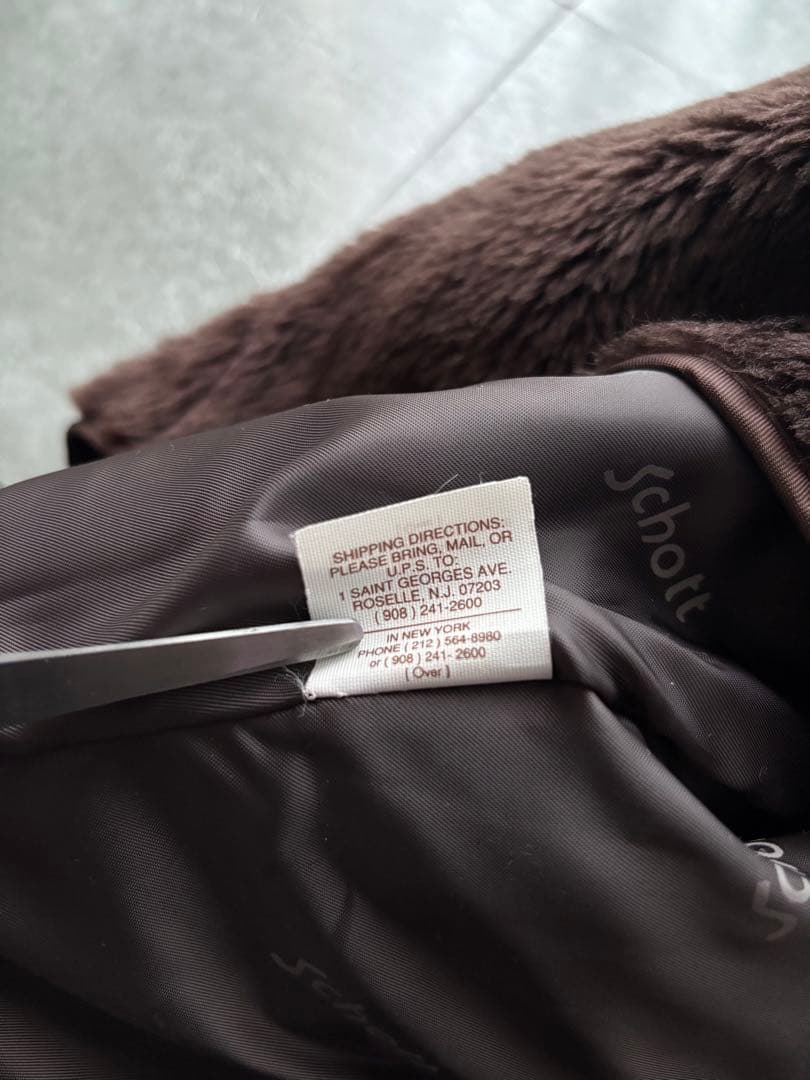 SHIPPING DIRECTIONS:
PLEASE BRING, MAIL, OR
U.P.S. TO:
1 SAINT GEORGES AVE.
ROSELLE, N.J. 07203
( 908 ) 241-2600
IN NEW YORK
PHONE ( 212 ) 564-8980
or ( 908 ) 241- 2600
[ Over ]
Schott